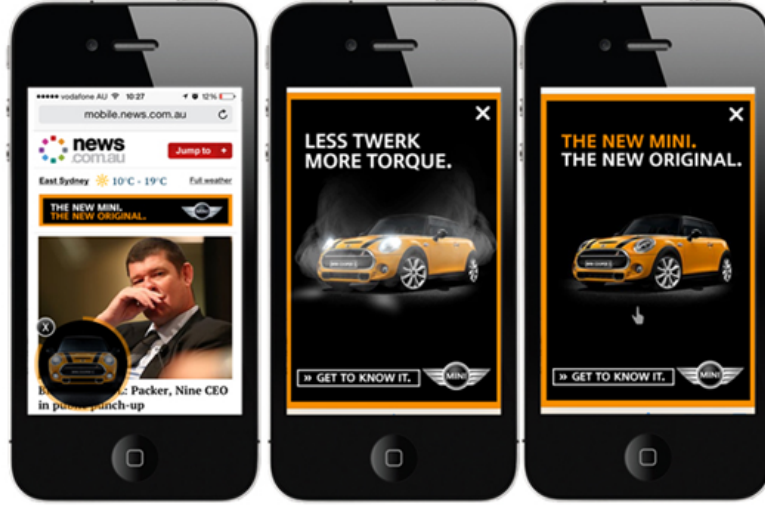 vodafone AU 10:27 12%
mobile.news.com.au
news
.com.au
Jump to +
East Sydney 10°C - 19°C Full weather
THE NEW MINI.
THE NEW ORIGINAL.
X
: Packer, Nine CEO
in punch-up
LESS TWERK
MORE TORQUE.
» GET TO KNOW IT.
MINI
THE NEW MINI.
THE NEW ORIGINAL.
» GET TO KNOW IT.
MINI